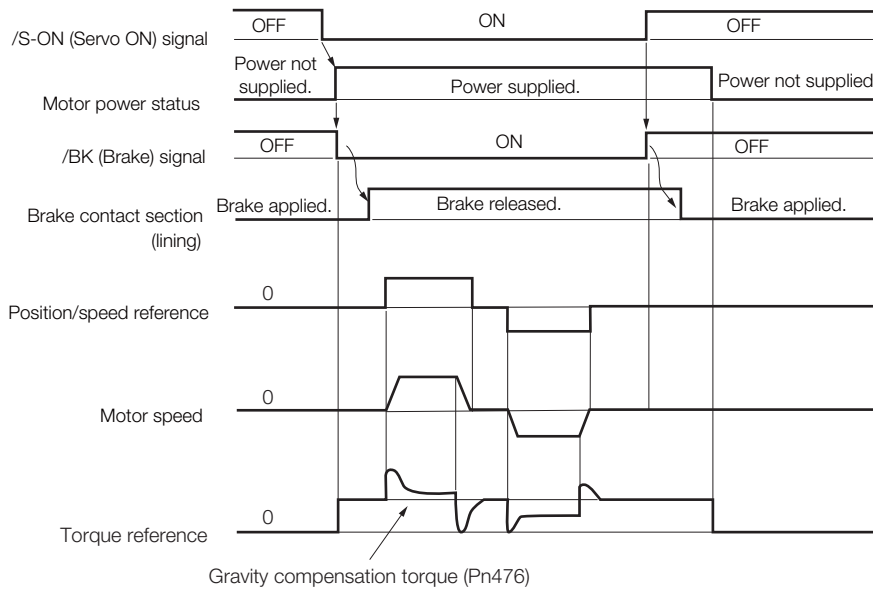 /S-ON (Servo ON) signal
OFF
ON
OFF
Motor power status
Power not
supplied.
Power supplied.
Power not supplied
/BK (Brake) signal
OFF
ON
OFF
Brake contact section
(lining)
Brake applied.
Brake released.
Brake applied.
Position/speed reference
0
Motor speed
0
Torque reference
0
Gravity compensation torque (Pn476)